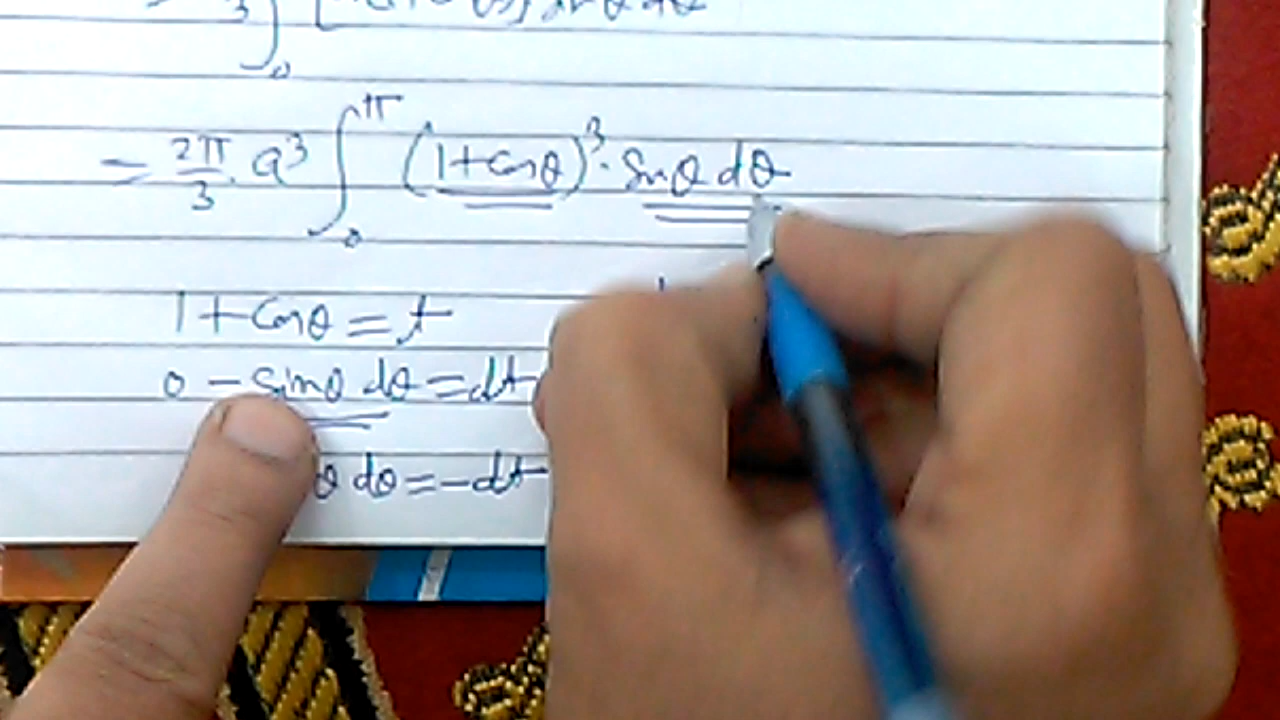 = 2π/3 . a³ ∫₀^π (1+cosθ)³ . sinθ dθ
1+cosθ = t
0 - sinθ dθ = dt
θ dθ = -dt